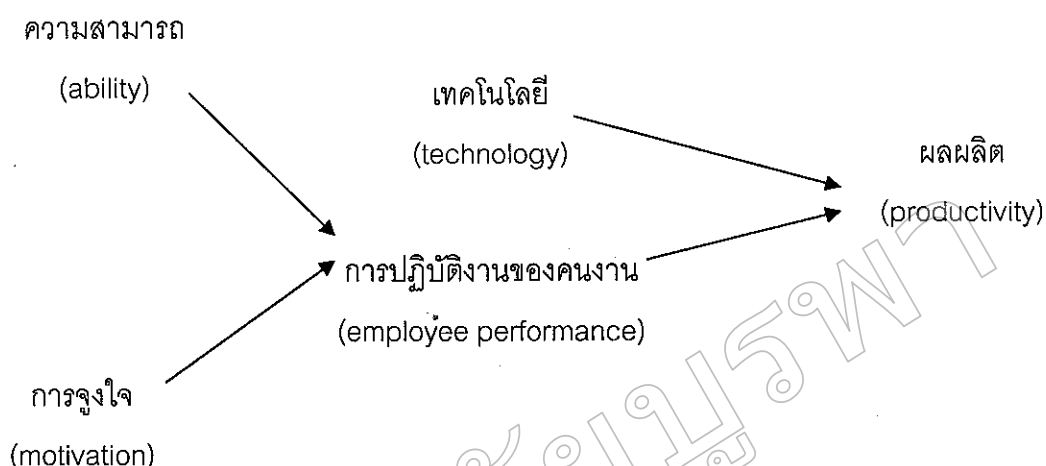 ความสามารถ
(ability)
เทคโนโลยี
(technology)
ผลผลิต
(productivity)
การปฏิบัติงานของคนงาน
(employee performance)
การจูงใจ
(motivation)